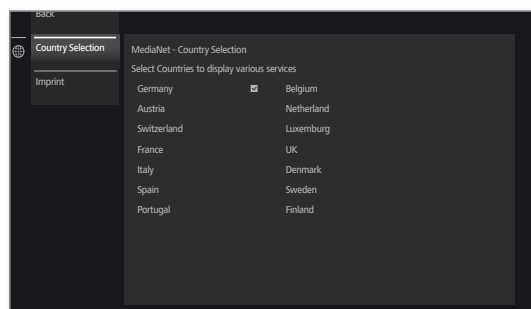 Back
Country Selection
Imprint
MediaNet - Country Selection
Select Countries to display various services
Germany Belgium
Austria Netherland
Switzerland Luxemburg
France UK
Italy Denmark
Spain Sweden
Portugal Finland